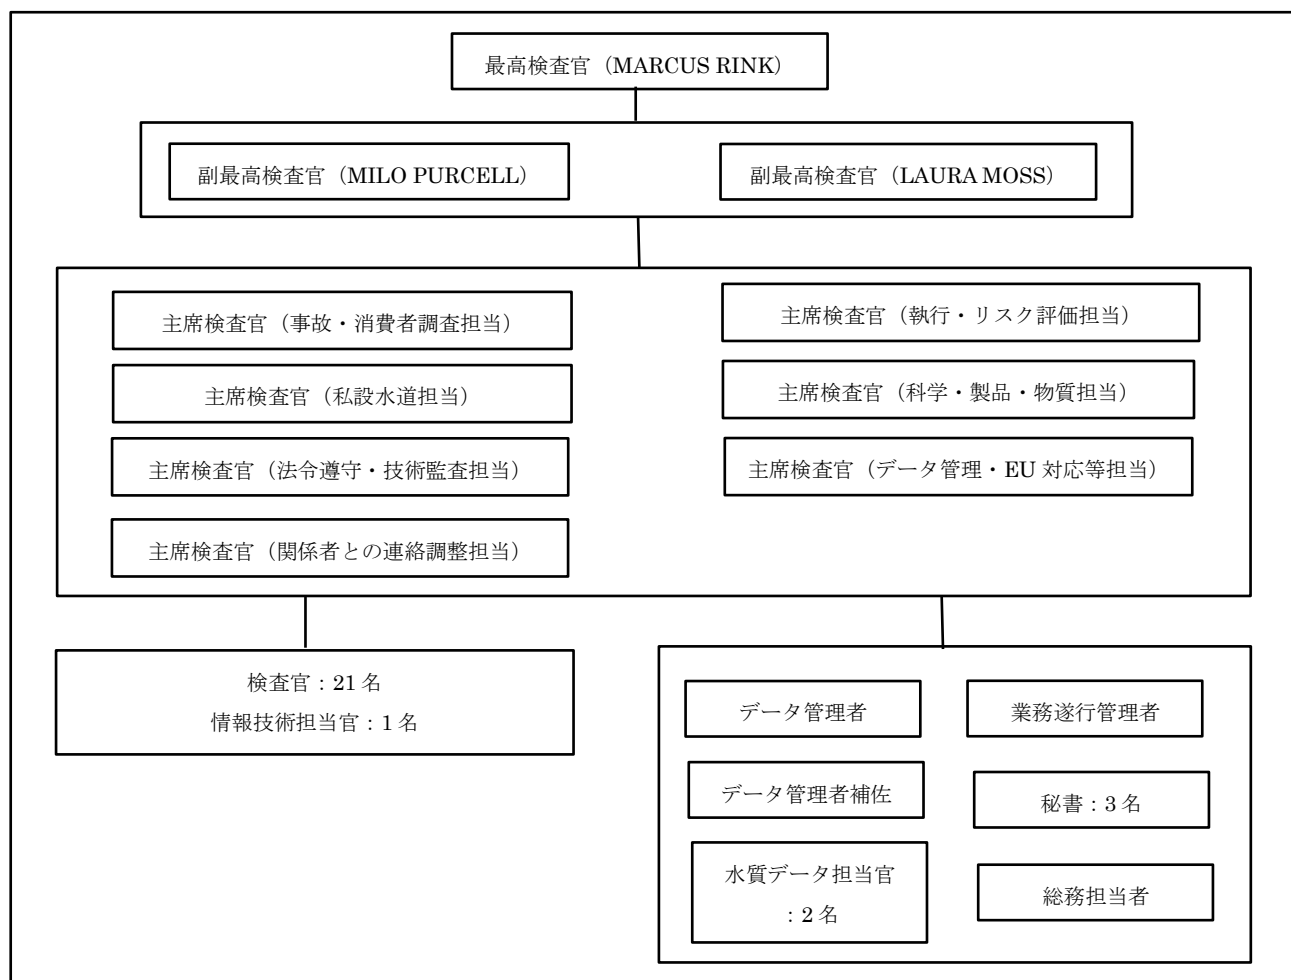 最高検査官（MARCUS RINK）
副最高検査官（MILO PURCELL）
副最高検査官（LAURA MOSS）
主席検査官（事故・消費者調査担当）
主席検査官（執行・リスク評価担当）
主席検査官（私設水道担当）
主席検査官（科学・製品・物質担当）
主席検査官（法令遵守・技術監査担当）
主席検査官（データ管理・EU 対応等担当）
主席検査官（関係者との連絡調整担当）
検査官：21 名
情報技術担当官：1 名
データ管理者
業務遂行管理者
データ管理者補佐
秘書：3 名
水質データ担当官
：2 名
総務担当者